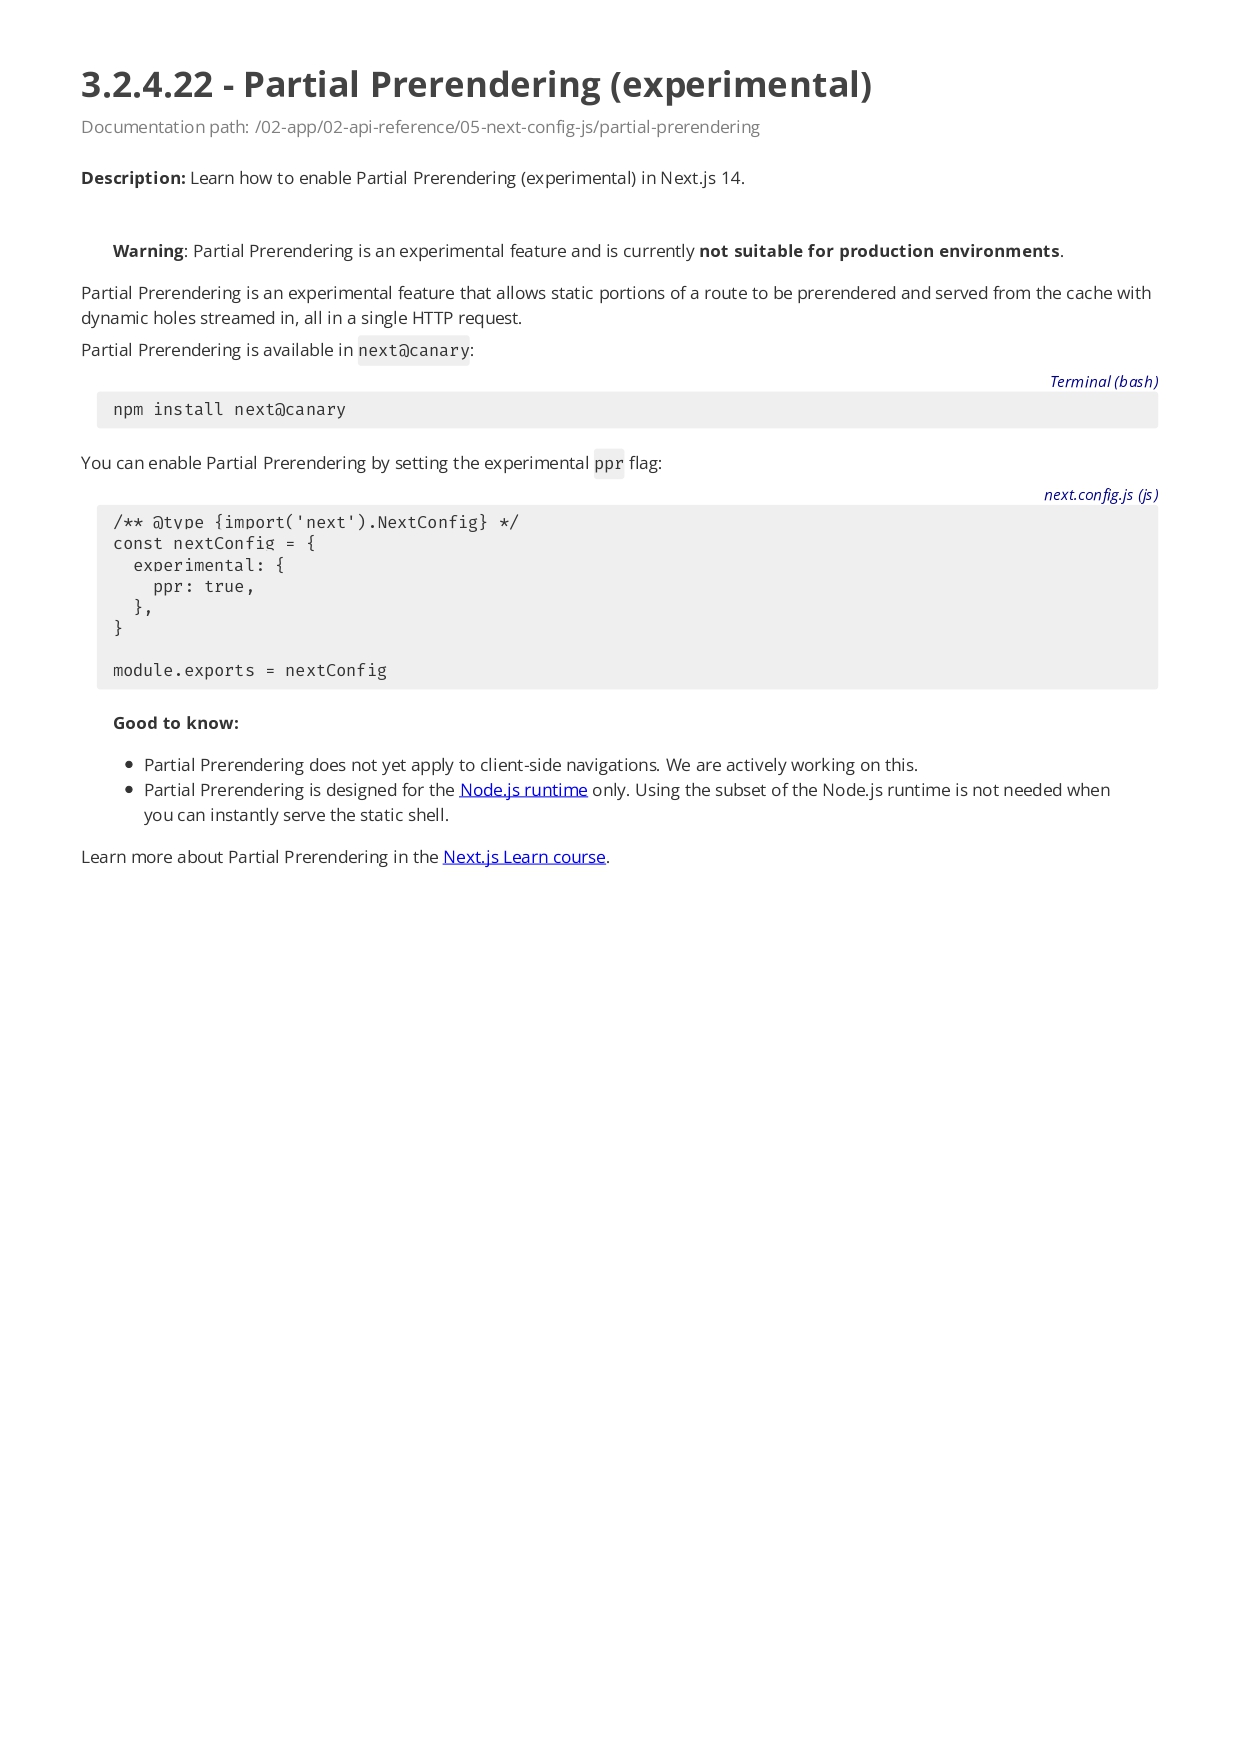 3.2.4.22 - Partial Prerendering (experimental)
Documentation path: /02-app/02-api-reference/05-next-config-js/partial-prerendering
Description: Learn how to enable Partial Prerendering (experimental) in Next.js 14.
Warning: Partial Prerendering is an experimental feature and is currently not suitable for production environments.
Partial Prerendering is an experimental feature that allows static portions of a route to be prerendered and served from the cache with
dynamic holes streamed in, all in a single HTTP request.
Partial Prerendering is available in next@canary:
Terminal (bash)
npm install next@canary
You can enable Partial Prerendering by setting the experimental ppr flag:
next.config.js (js)
/** @type {import('next').NextConfig} */
const nextConfig = {
  experimental: {
    ppr: true,
  },
}
module.exports = nextConfig
Good to know:
• Partial Prerendering does not yet apply to client-side navigations. We are actively working on this.
• Partial Prerendering is designed for the Node.js runtime only. Using the subset of the Node.js runtime is not needed when
you can instantly serve the static shell.
Learn more about Partial Prerendering in the Next.js Learn course.